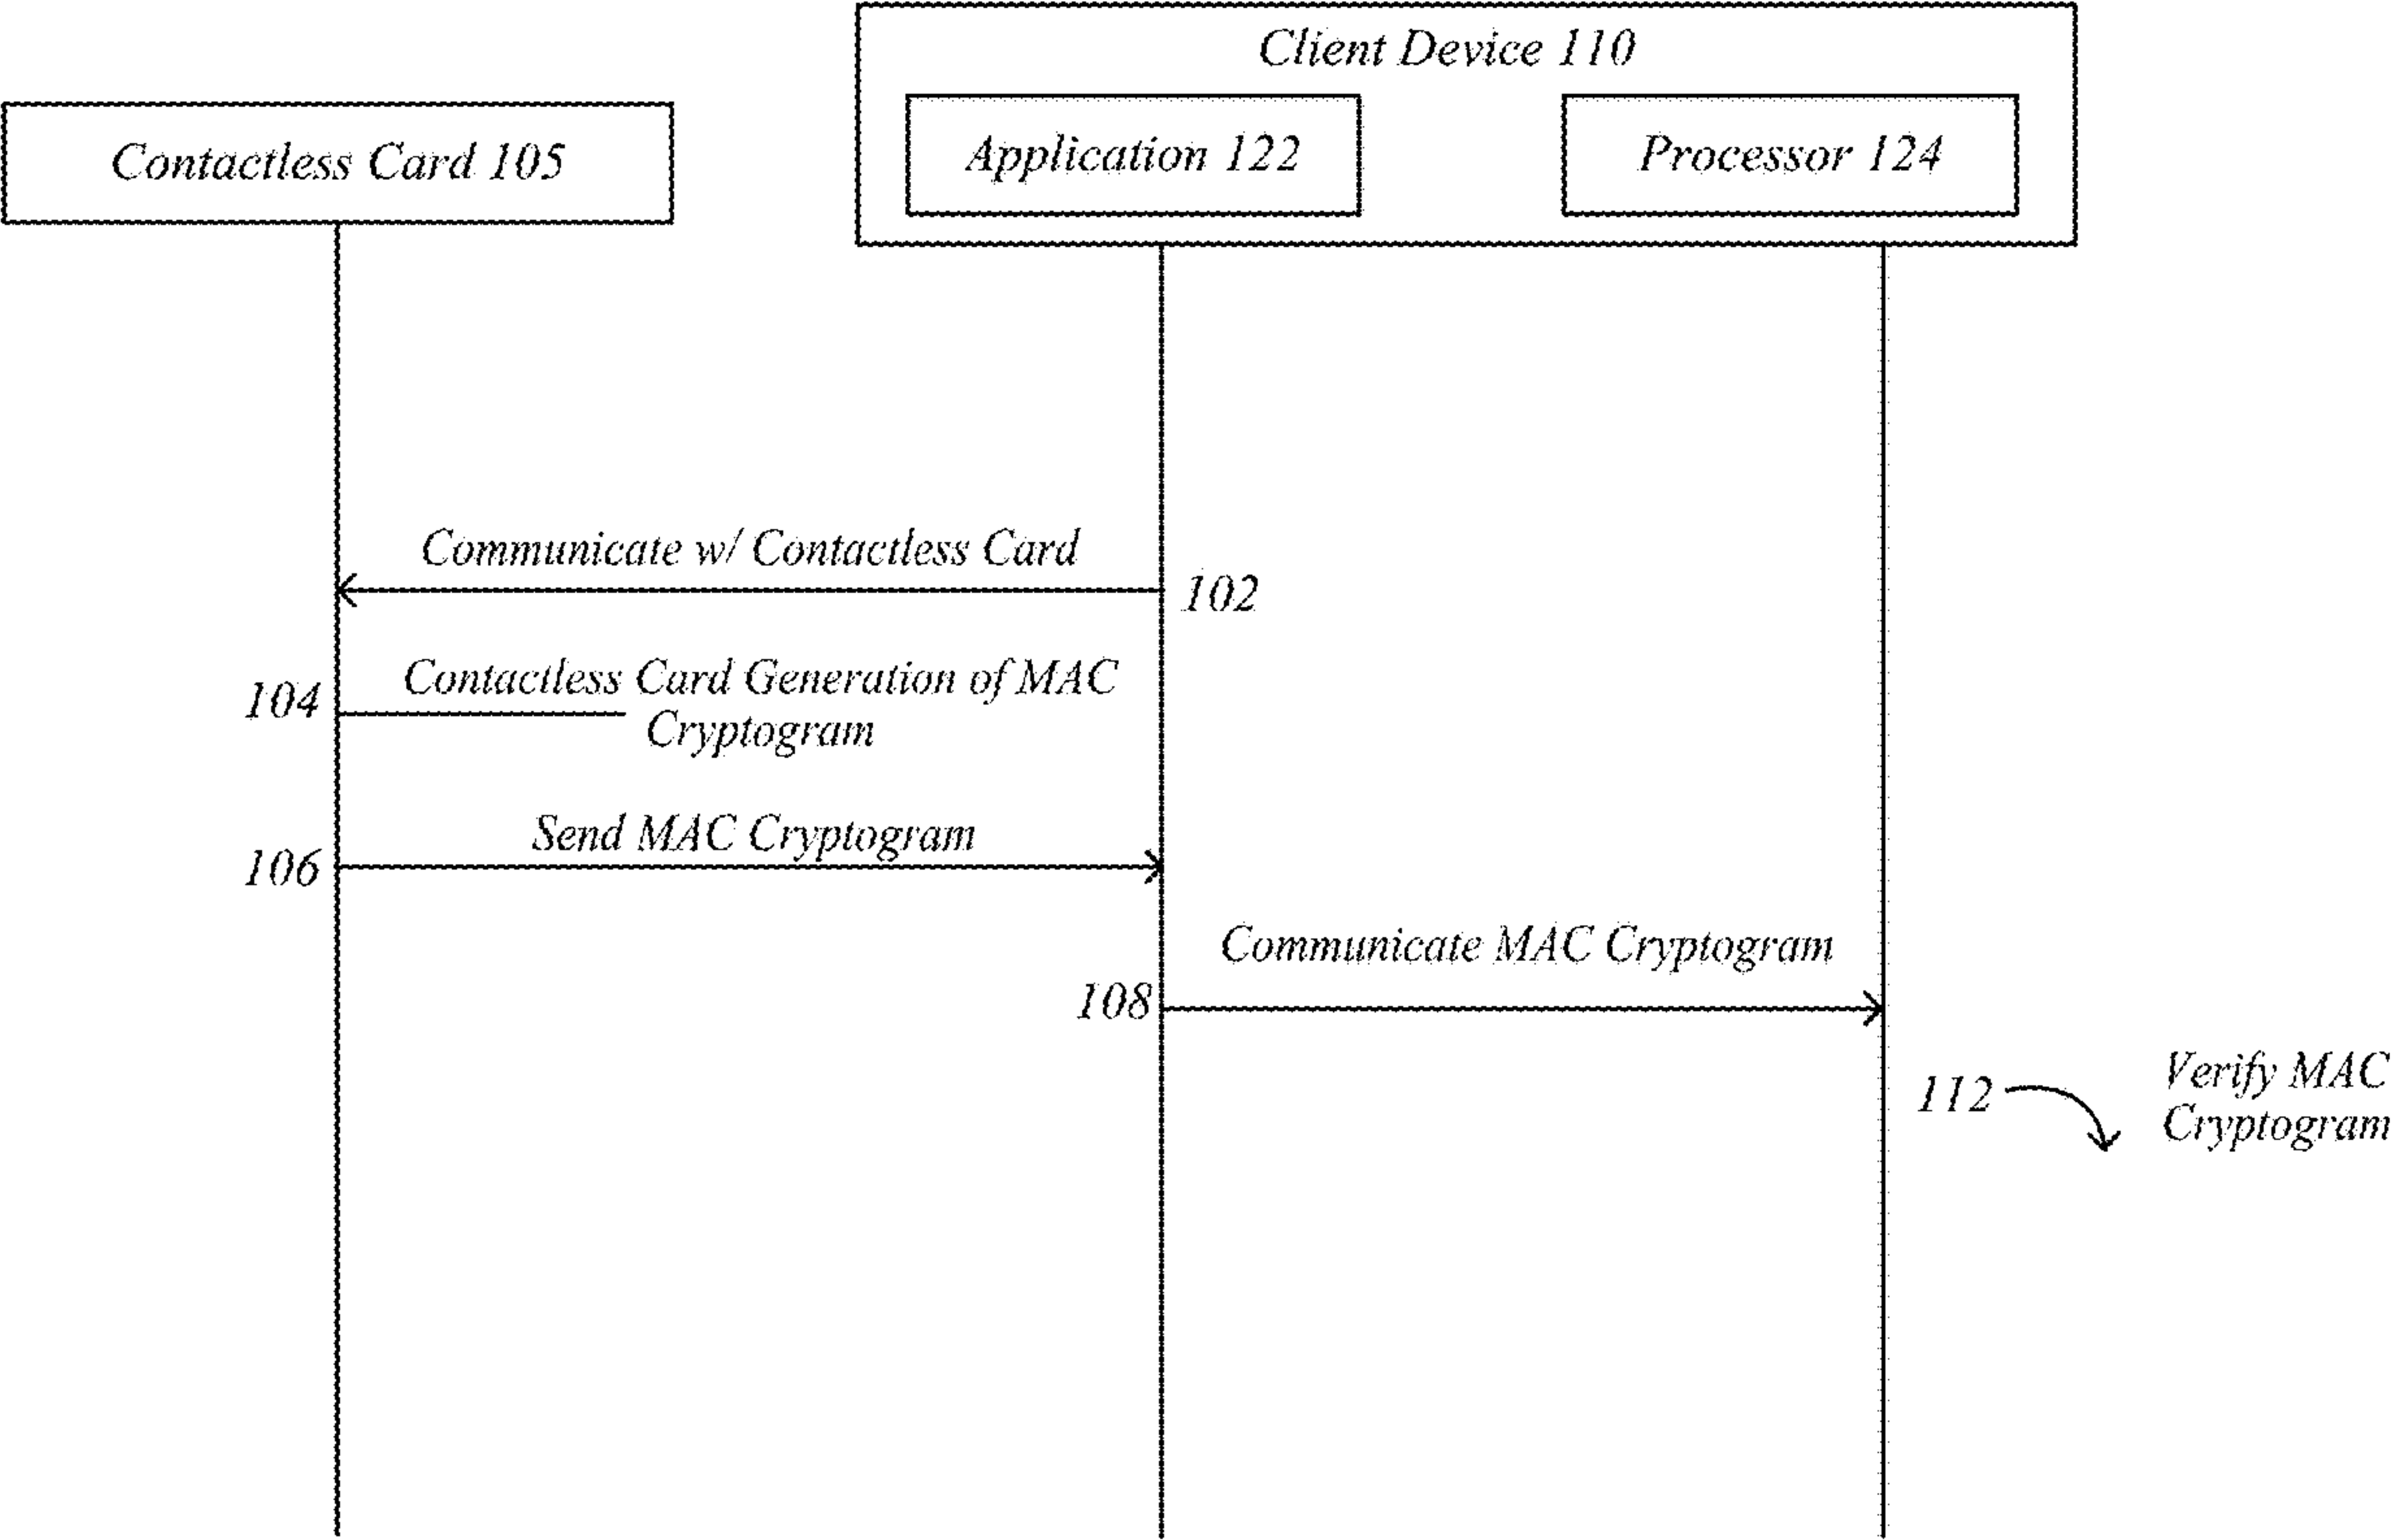 Client Device 110
Contactless Card 105
Application 122
Processor 124
Communicate w/ Contactless Card
102
Contactless Card Generation of MAC
104
Cryptogram
Send MAC Cryptogram
106
Communicate MAC Cryptogram
108
Verify MAC
112
Cryptogram